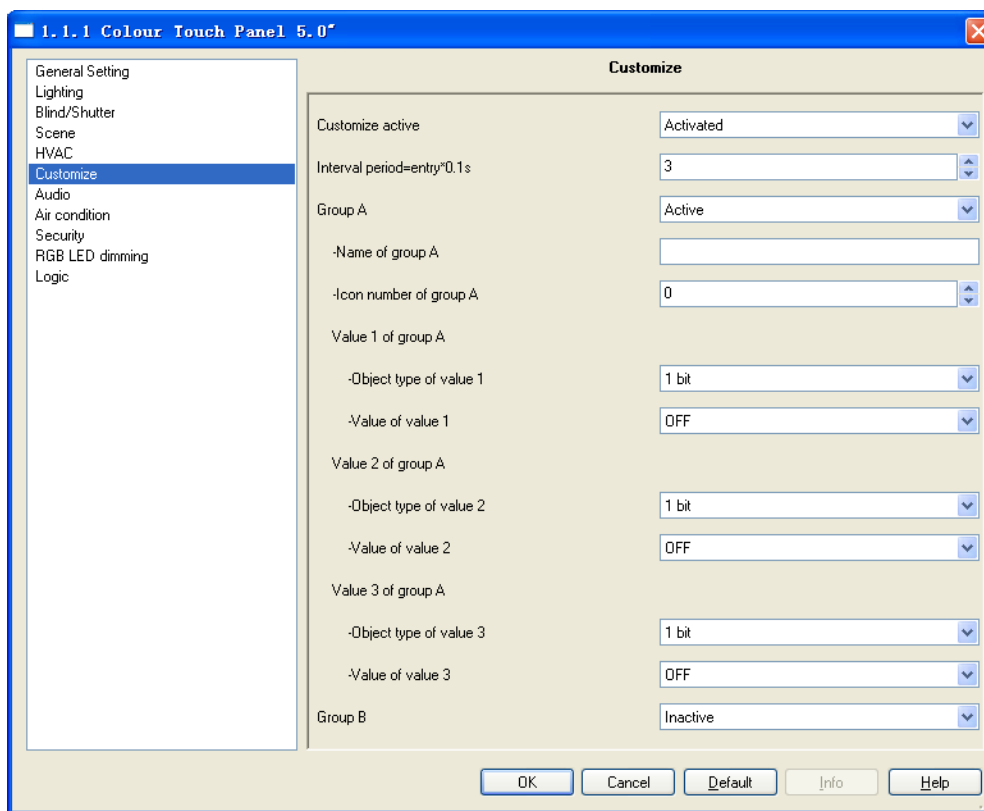 1.1.1 Colour Touch Panel 5.0"
General Setting
Lighting
Blind/Shutter
Scene
HVAC
Customize
Audio
Air condition
Security
RGB LED dimming
Logic
Customize
Customize active Activated
Interval period=entry*0.1s 3
Group A Active
-Name of group A
-Icon number of group A 0
Value 1 of group A
-Object type of value 1 1 bit
-Value of value 1 OFF
Value 2 of group A
-Object type of value 2 1 bit
-Value of value 2 OFF
Value 3 of group A
-Object type of value 3 1 bit
-Value of value 3 OFF
Group B Inactive
OK Cancel Default Info Help